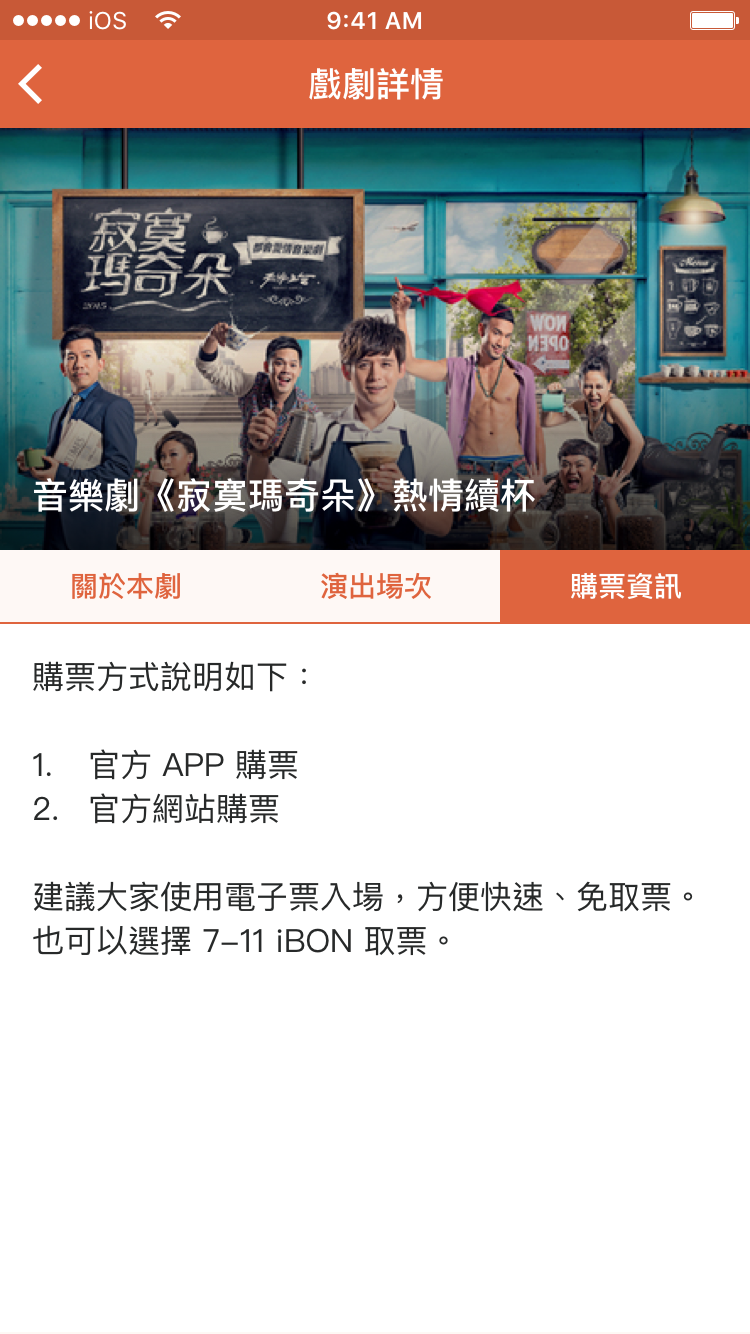 iOS 9:41 AM
戲劇詳情
寂寞
瑪奇朵
都會愛情音樂劇
2015
Menu
NOW
OPEN
音樂劇《寂寞瑪奇朵》熱情續杯
關於本劇 演出場次 購票資訊
購票方式說明如下：
1. 官方 APP 購票
2. 官方網站購票
建議大家使用電子票入場，方便快速、免取票。
也可以選擇 7–11 iBON 取票。